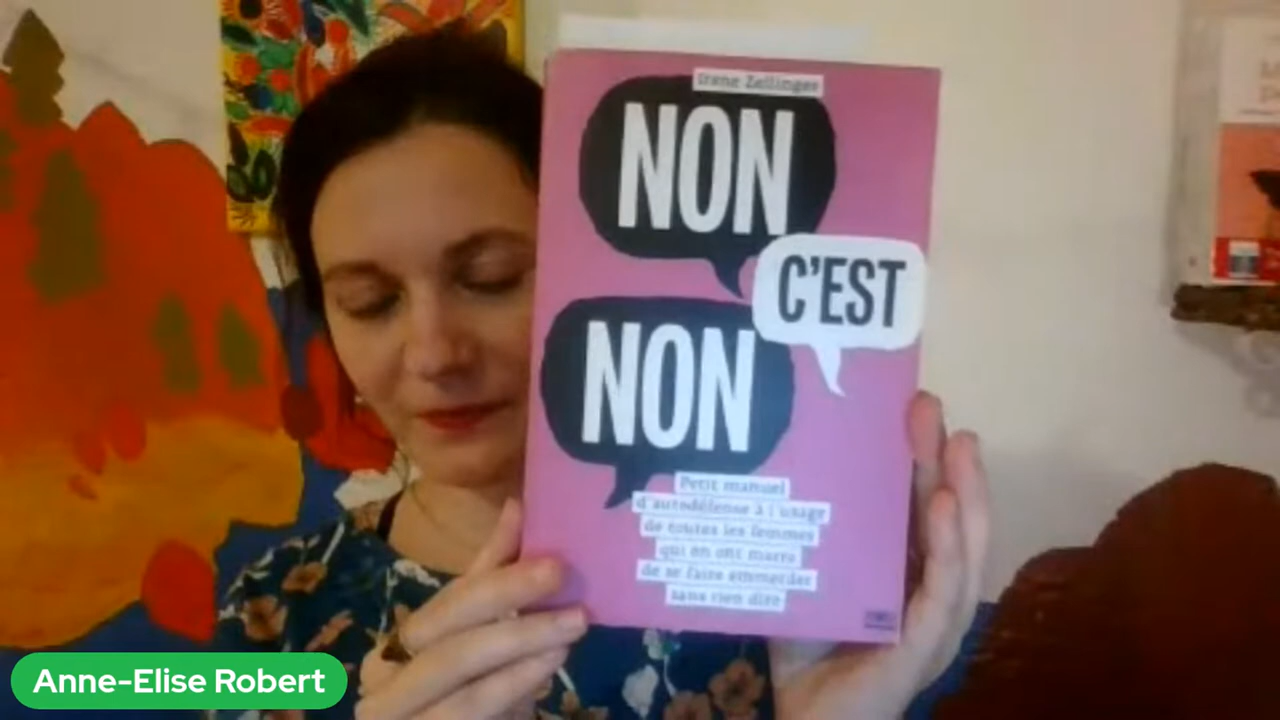 Irene Zeilinger
NON
C'EST
NON
Petit manuel
d'autodéfense à l'usage
de toutes les femmes
qui en ont marre
de se faire emmerder
sans rien dire
Anne-Elise Robert